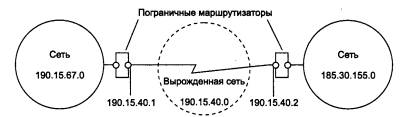 Пограничные маршрутизаторы
Сеть
190.15.67.0
Вырожденная сеть
190.15.40.1
190.15.40.0
190.15.40.2
Сеть
185.30.155.0